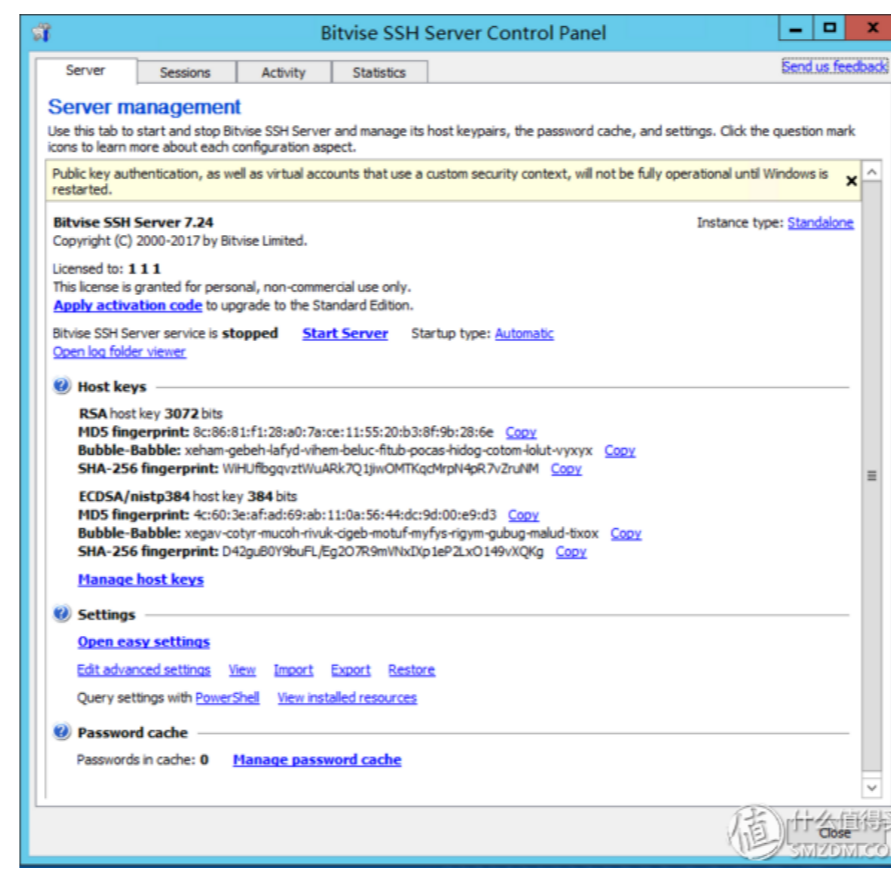 Bitvise SSH Server Control Panel
Server Sessions Activity Statistics Send us feedback
Server management
Use this tab to start and stop Bitvise SSH Server and manage its host keypairs, the password cache, and settings. Click the question mark
icons to learn more about each configuration aspect.
Public key authentication, as well as virtual accounts that use a custom security context, will not be fully operational until Windows is
restarted.
Bitvise SSH Server 7.24 Instance type: Standalone
Copyright (C) 2000-2017 by Bitvise Limited.
Licensed to: 1 1 1
This license is granted for personal, non-commercial use only.
Apply activation code to upgrade to the Standard Edition.
Bitvise SSH Server service is stopped Start Server Startup type: Automatic
Open log folder viewer
Host keys
RSA host key 3072 bits
MD5 fingerprint: 8c:86:81:f1:28:a0:7a:ce:11:55:20:b3:8f:9b:28:6e Copy
Bubble-Babble: xeham-gebeh-lafyd-vihem-beluc-fitub-pocas-hidog-cotom-lolut-vyxyx Copy
SHA-256 fingerprint: WiHUfbgqvztWuARk7Q1jiwOMTKqcMrpN4pR7vZruNM Copy
ECDSA/nistp384 host key 384 bits
MD5 fingerprint: 4c:60:3e:af:ad:69:ab:11:0a:56:44:dc:9d:00:e9:d3 Copy
Bubble-Babble: xegav-cotyr-mucoh-rivuk-cigeb-motuf-myfys-rigym-gubug-malud-tixox Copy
SHA-256 fingerprint: D42guB0Y9buFL/Eg2O7R9mVNxIXp1eP2LxO149vXQKg Copy
Manage host keys
Settings
Open easy settings
Edit advanced settings View Import Export Restore
Query settings with PowerShell View installed resources
Password cache
Passwords in cache: 0 Manage password cache
Close
值 什么值得买
SMZDM.CO